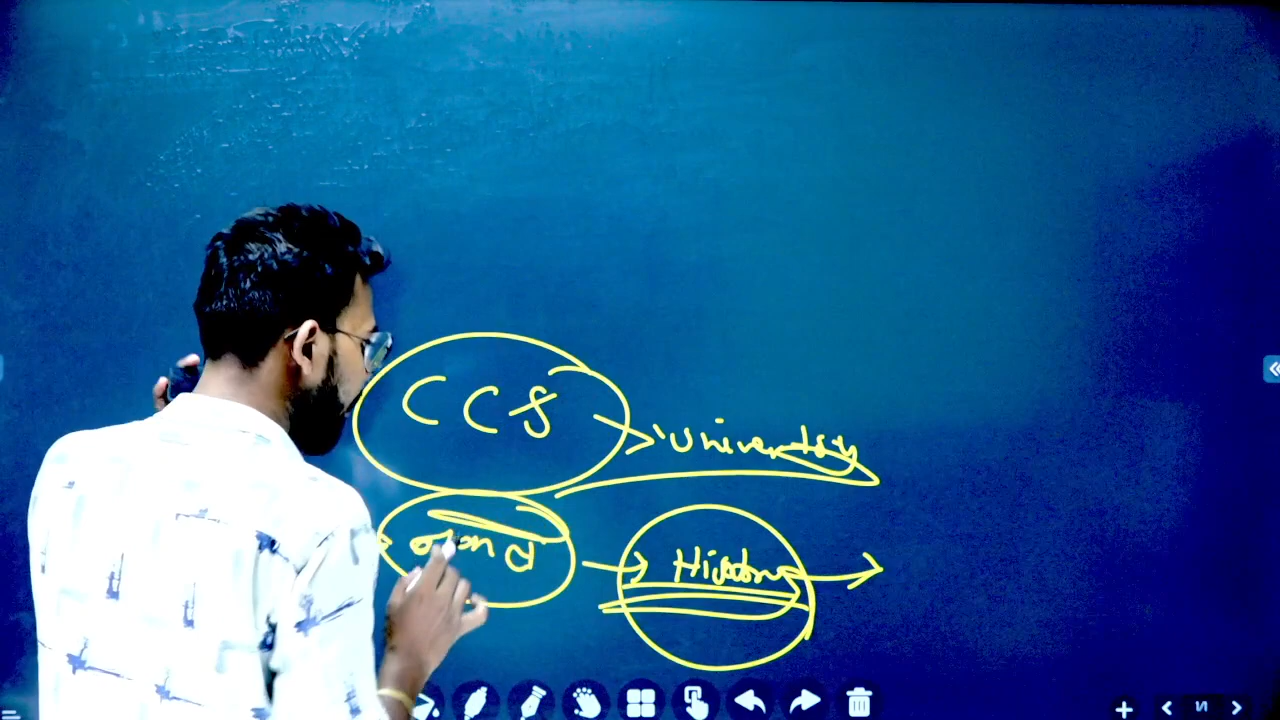 CCS → University
→ History →